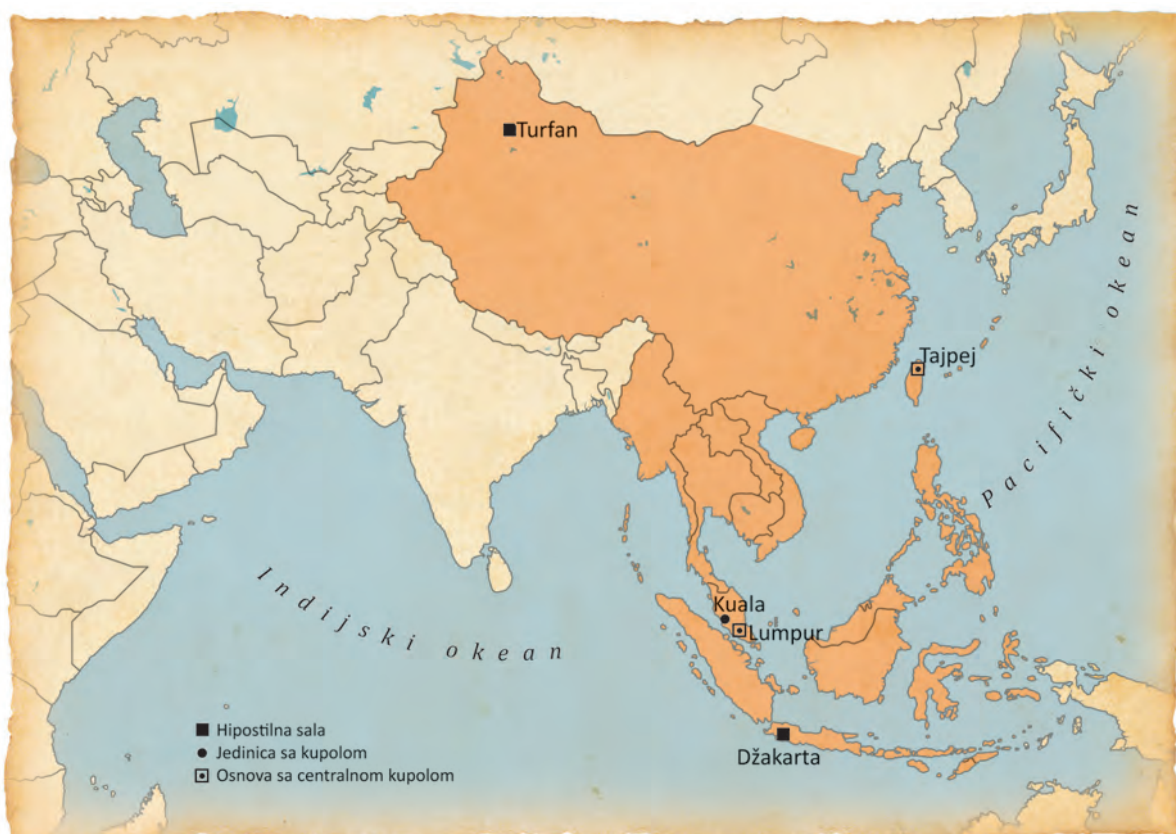 Turfan
Tajpej
Pacifički okean
Kuala
Lumpur
Indijski okean
Džakarta
Hipostilna sala
Jedinica sa kupolom
Osnova sa centralnom kupolom